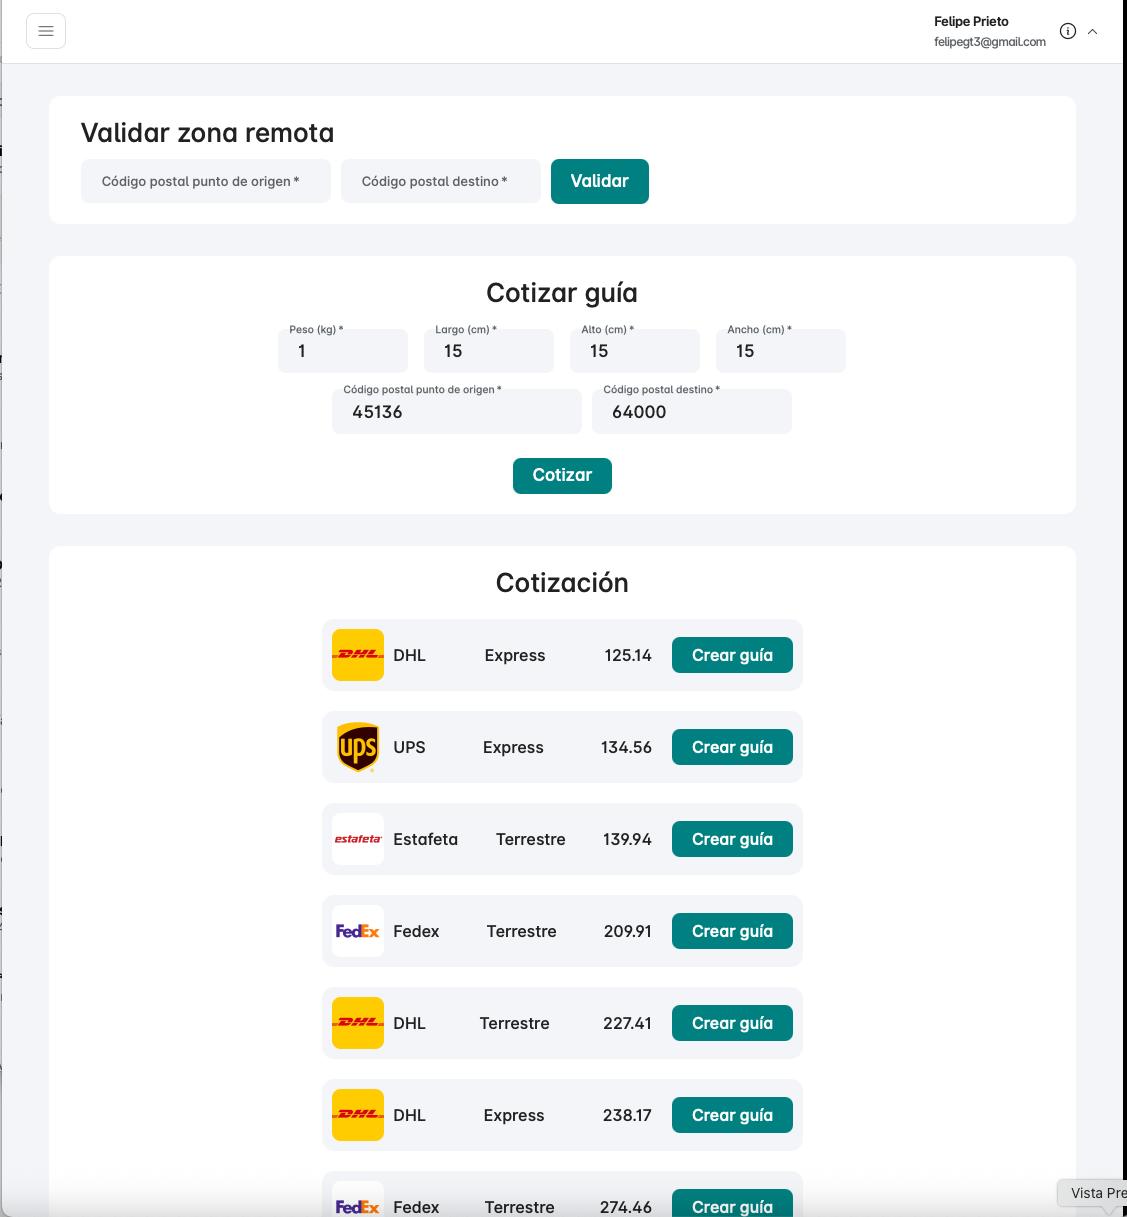 Felipe Prieto
felipegt3@gmail.com
Validar zona remota
Código postal punto de origen *
Código postal destino *
Validar
Cotizar guía
Peso (kg) * Largo (cm) * Alto (cm) * Ancho (cm) *
1 15 15 15
Código postal punto de origen * Código postal destino *
45136 64000
Cotizar
Cotización
DHL DHL Express 125.14 Crear guía
ups UPS Express 134.56 Crear guía
estafeta Estafeta Terrestre 139.94 Crear guía
FedEx Fedex Terrestre 209.91 Crear guía
DHL DHL Terrestre 227.41 Crear guía
DHL DHL Express 238.17 Crear guía
FedEx Fedex Terrestre 274.46 Crear guía
Vista Pre